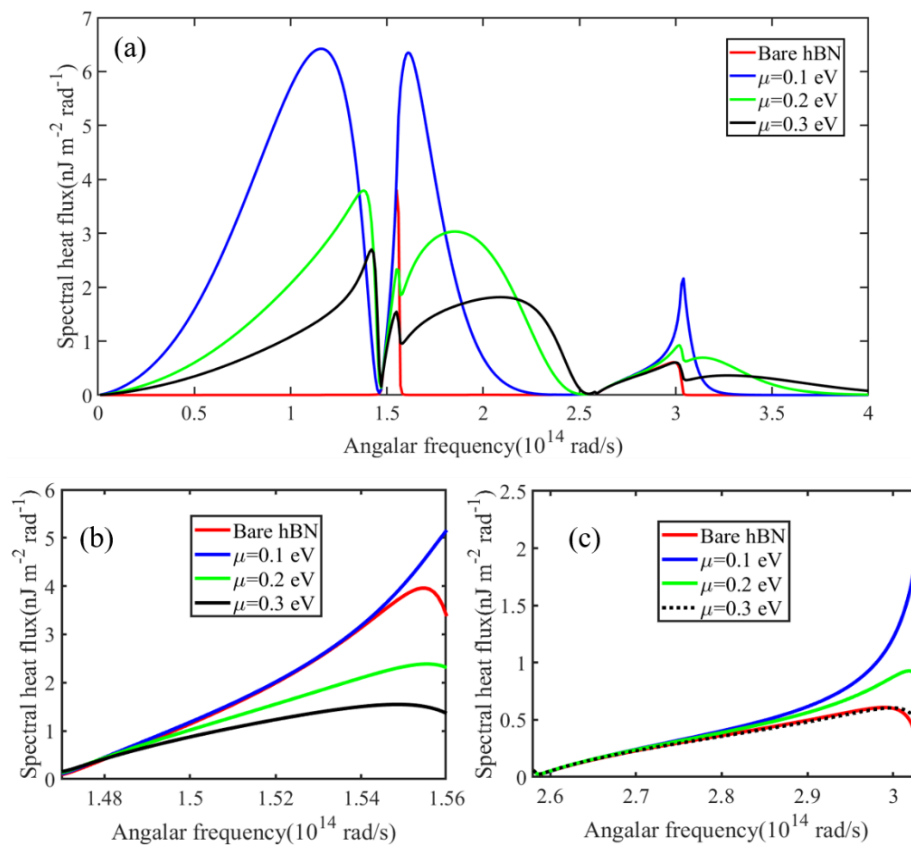 (a)
Spectral heat flux(nJ m-2 rad-1)
7
6
5
4
3
2
1
0
Bare hBN
μ=0.1 eV
μ=0.2 eV
μ=0.3 eV
0 0.5 1 1.5 2 2.5 3 3.5 4
Angalar frequency(10^14 rad/s)
(b)
Spectral heat flux(nJ m-2 rad-1)
6
5
4
3
2
1
0
Bare hBN
μ=0.1 eV
μ=0.2 eV
μ=0.3 eV
1.48 1.5 1.52 1.54 1.56
Angalar frequency(10^14 rad/s)
(c)
Spectral heat flux(nJ m-2 rad-1)
2.5
2
1.5
1
0.5
0
Bare hBN
μ=0.1 eV
μ=0.2 eV
μ=0.3 eV
2.6 2.7 2.8 2.9 3
Angalar frequency(10^14 rad/s)